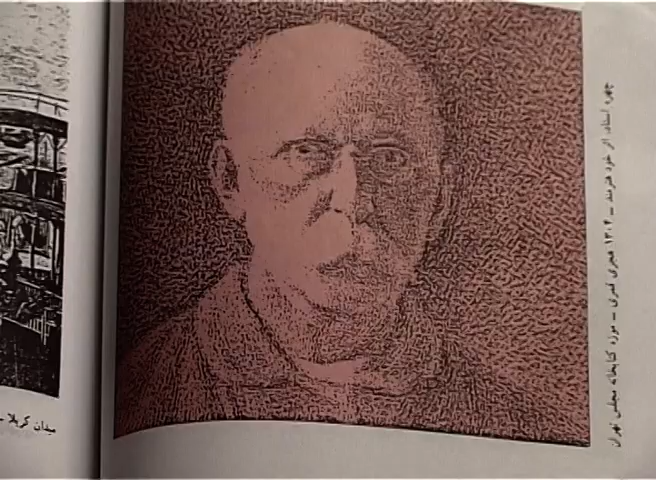 چهره استاد، از خود هنرمند — ۱۳۰۴ هجری قمری — موزه کتابخانه مجلس تهران
میدان کربلا -